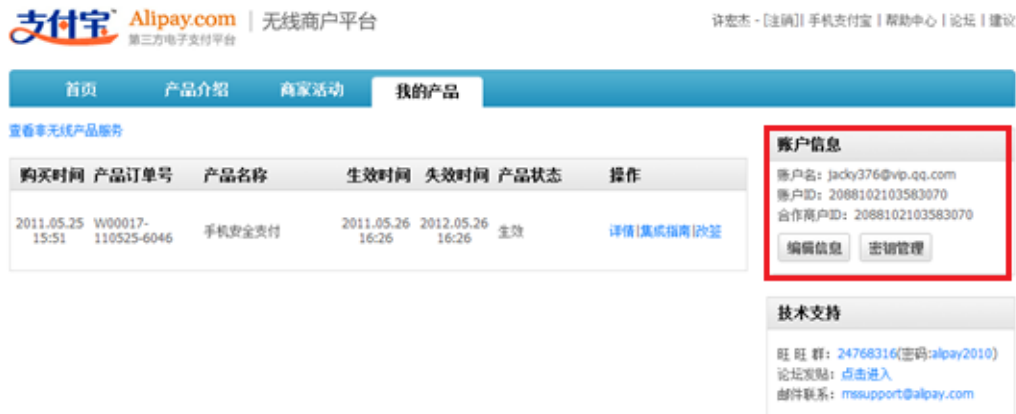 支付宝 Alipay.com | 无线商户平台
第三方电子支付平台
许宏杰 - [注销] | 手机支付宝 | 帮助中心 | 论坛 | 建议
首页 产品介绍 商家活动 我的产品
查看非无线产品服务
购买时间 产品订单号 产品名称 生效时间 失效时间 产品状态 操作
2011.05.25 W00017- 手机安全支付 2011.05.26 2012.05.26 生效 详情|集成指南|改签
15:51 110525-6046 16:26 16:26
账户信息
账户名: jacky376@vip.qq.com
账户ID: 2088102103583070
合作商户ID: 2088102103583070
编辑信息 密钥管理
技术支持
旺 旺 群: 24768316(密码:alipay2010)
论坛发贴: 点击进入
邮件联系: mssupport@alipay.com